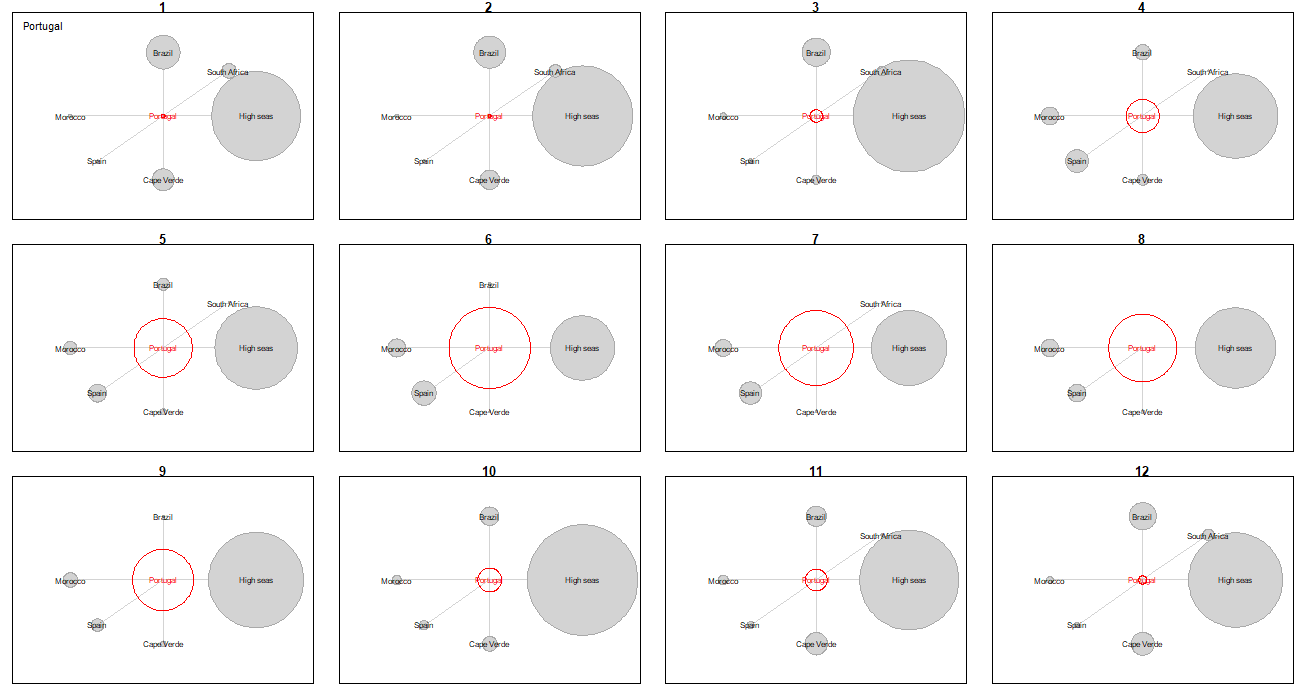 1
Portugal
Brazil
South Africa
Morocco
Portugal
High seas
Spain
Cape Verde
2
Brazil
South Africa
Morocco
Portugal
High seas
Spain
Cape Verde
3
Brazil
South Africa
Morocco
Portugal
High seas
Spain
Cape Verde
4
Brazil
South Africa
Morocco
Portugal
High seas
Spain
Cape Verde
5
Brazil
South Africa
Morocco
Portugal
High seas
Spain
Cape Verde
6
Brazil
Morocco
Portugal
High seas
Spain
Cape Verde
7
South Africa
Morocco
Portugal
High seas
Spain
Cape Verde
8
Morocco
Portugal
High seas
Spain
Cape Verde
9
Brazil
Morocco
Portugal
High seas
Spain
Cape Verde
10
Brazil
Morocco
Portugal
High seas
Spain
Cape Verde
11
Brazil
South Africa
Morocco
Portugal
High seas
Spain
Cape Verde
12
Brazil
South Africa
Morocco
Portugal
High seas
Spain
Cape Verde